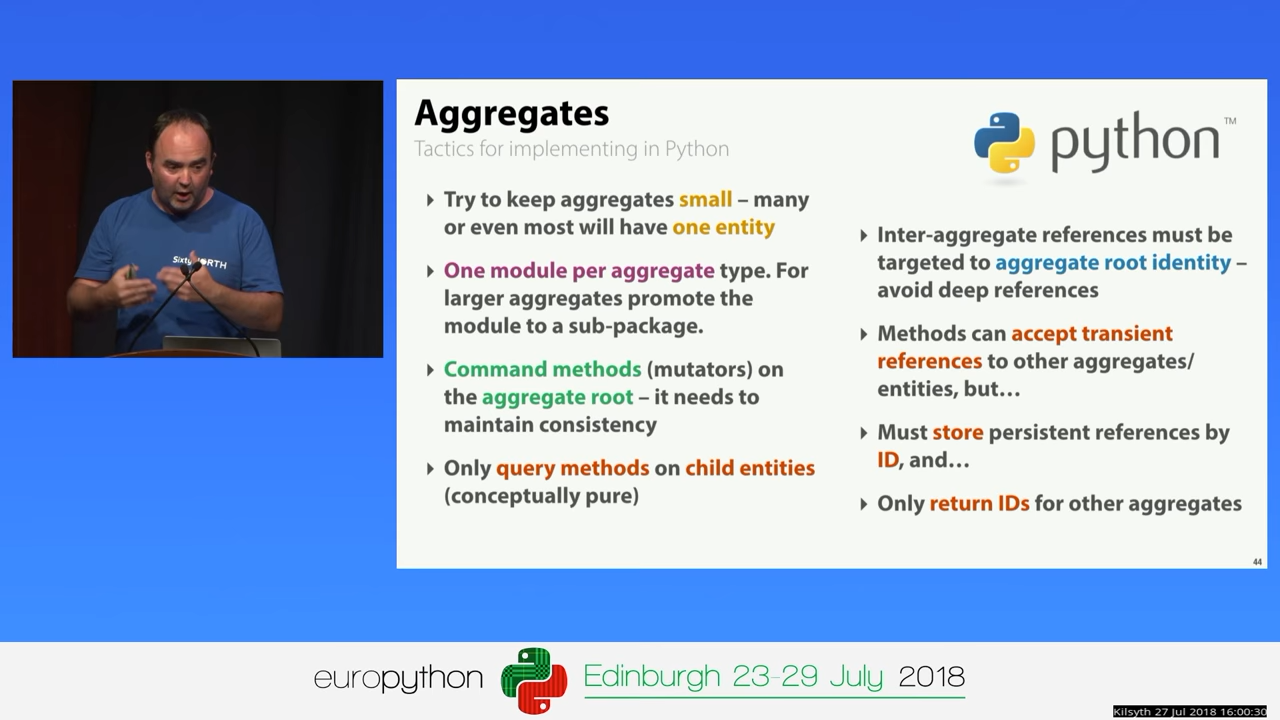 Aggregates
Tactics for implementing in Python
python™
Try to keep aggregates small – many
or even most will have one entity
One module per aggregate type. For
larger aggregates promote the
module to a sub-package.
Command methods (mutators) on
the aggregate root – it needs to
maintain consistency
Only query methods on child entities
(conceptually pure)
Inter-aggregate references must be
targeted to aggregate root identity –
avoid deep references
Methods can accept transient
references to other aggregates/
entities, but…
Must store persistent references by
ID, and…
Only return IDs for other aggregates
44
europython Edinburgh 23-29 July 2018
Kilsyth 27 Jul 2018 16:00:30